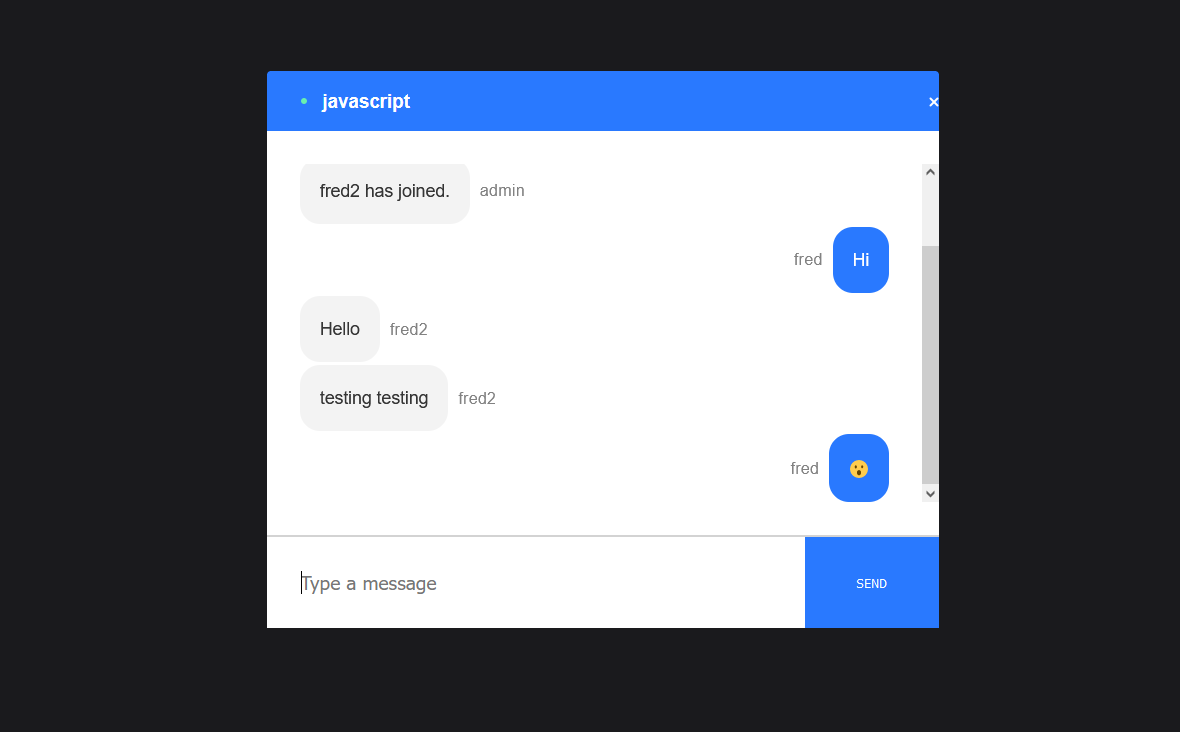 javascript
fred2 has joined. admin
fred Hi
Hello fred2
testing testing fred2
fred 😮
Type a message
SEND